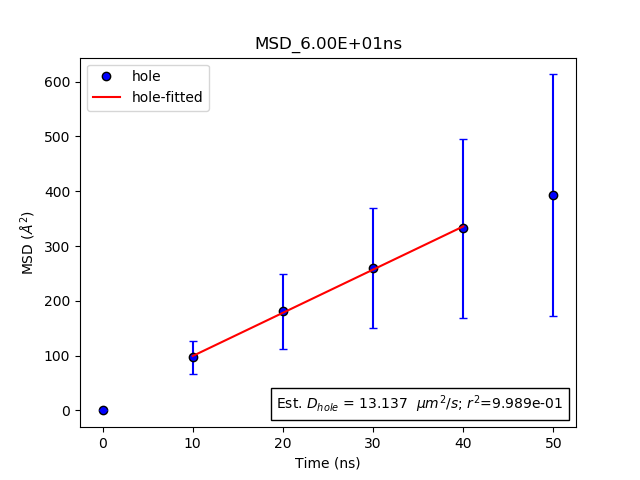 MSD_6.00E+01ns
hole
hole-fitted
600
500
400
300
200
100
0
MSD (Å²)
Est. D_hole = 13.137 μm²/s; r²=9.989e-01
0 10 20 30 40 50
Time (ns)